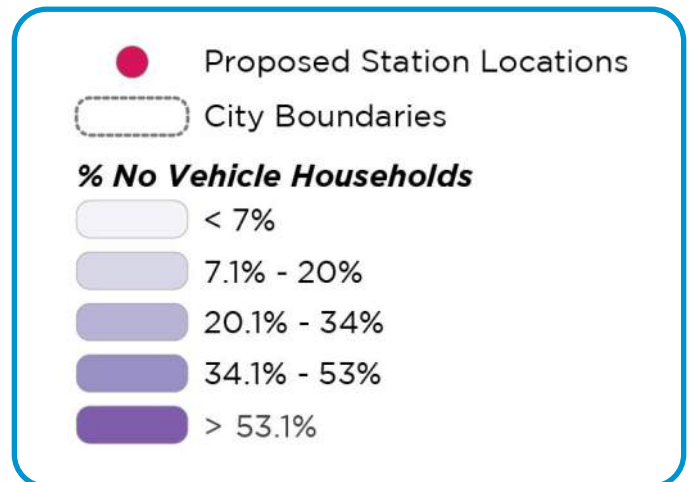 Proposed Station Locations
City Boundaries
% No Vehicle Households
< 7%
7.1% - 20%
20.1% - 34%
34.1% - 53%
> 53.1%